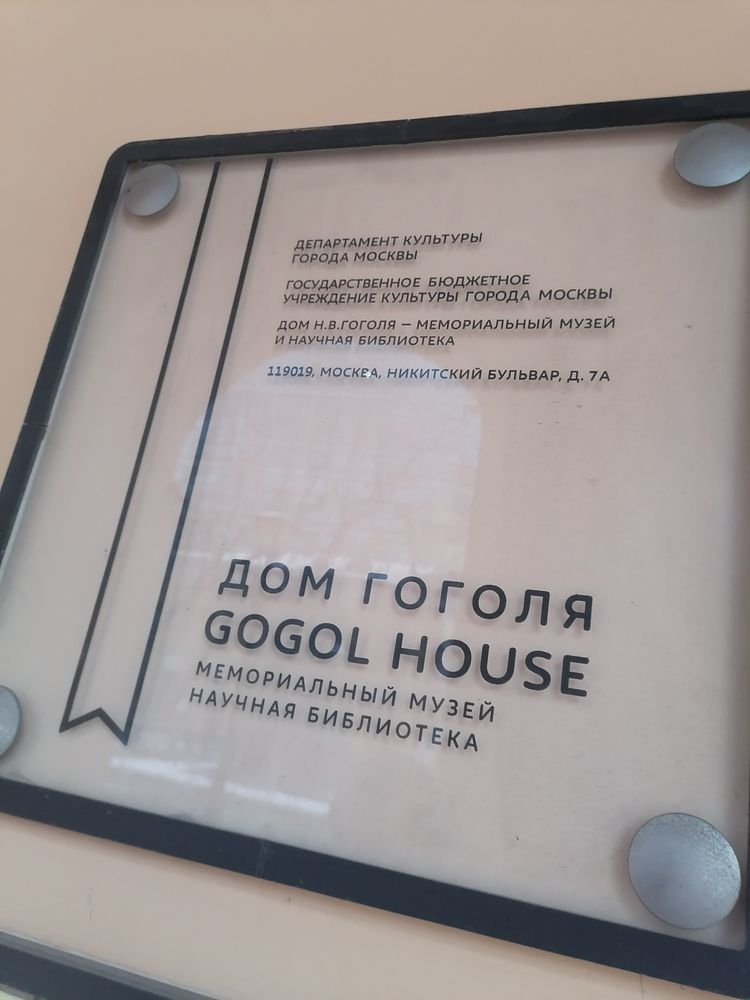 ДЕПАРТАМЕНТ КУЛЬТУРЫ
ГОРОДА МОСКВЫ
ГОСУДАРСТВЕННОЕ БЮДЖЕТНОЕ
УЧРЕЖДЕНИЕ КУЛЬТУРЫ ГОРОДА МОСКВЫ
ДОМ Н.В.ГОГОЛЯ – МЕМОРИАЛЬНЫЙ МУЗЕЙ
И НАУЧНАЯ БИБЛИОТЕКА
119019, МОСКВА, НИКИТСКИЙ БУЛЬВАР, Д. 7А
ДОМ ГОГОЛЯ
GOGOL HOUSE
МЕМОРИАЛЬНЫЙ МУЗЕЙ
НАУЧНАЯ БИБЛИОТЕКА